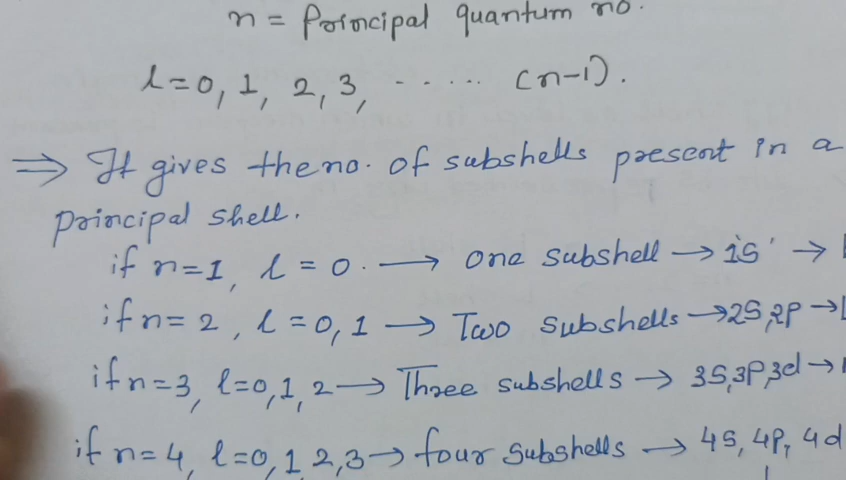 n = Principal quantum no.
l = 0, 1, 2, 3, ..... (n-1).
⇒ It gives the no. of subshells present in a
principal shell.
if n=1, l = 0. → one subshell → 1s →
if n = 2, l = 0, 1 → Two subshells → 2s, 2p →
if n = 3, l = 0, 1, 2 → Three subshells → 3s, 3p, 3d →
if n = 4, l = 0, 1 2, 3 → four subshells → 4s, 4p, 4d